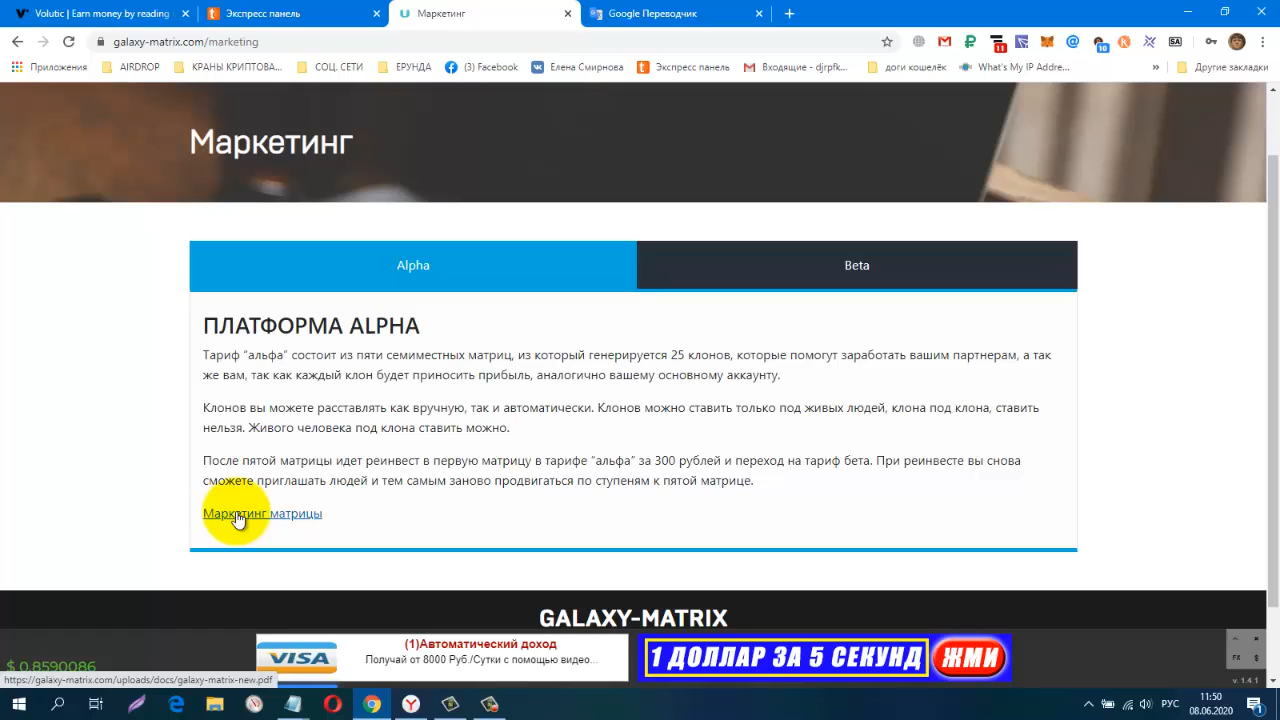 Volutic | Earn money by reading
Экспресс панель
Маркетинг
Google Переводчик
galaxy-matrix.com/marketing
11
10
SA
Приложения
AIRDROP
КРАНЫ КРИПТОВА...
СОЦ. СЕТИ
ЕРУНДА
(3) Facebook
Елена Смирнова
Экспресс панель
Входящие - djrpfk...
доги кошелёк
What's My IP Addre...
Другие закладки
Маркетинг
Alpha
Beta
ПЛАТФОРМА ALPHA
Тариф "альфа" состоит из пяти семиместных матриц, из который генерируется 25 клонов, которые помогут заработать вашим партнерам, а так
же вам, так как каждый клон будет приносить прибыль, аналогично вашему основному аккаунту.
Клонов вы можете расставлять как вручную, так и автоматически. Клонов можно ставить только под живых людей, клона под клона, ставить
нельзя. Живого человека под клона ставить можно.
После пятой матрицы идет реинвест в первую матрицу в тарифе "альфа" за 300 рублей и переход на тариф бета. При реинвесте вы снова
сможете приглашать людей и тем самым заново продвигаться по ступеням к пятой матрице.
Маркетинг матрицы
GALAXY-MATRIX
VISA
(1)Автоматический доход
Получай от 8000 Руб./Сутки с помощью видео...
1 ДОЛЛАР ЗА 5 СЕКУНД
ЖМИ
FX $
v. 1.4.1
$ 0.8590086
https://galaxy-matrix.com/uploads/docs/galaxy-matrix-new.pdf
РУС
11:50
08.06.2020
1